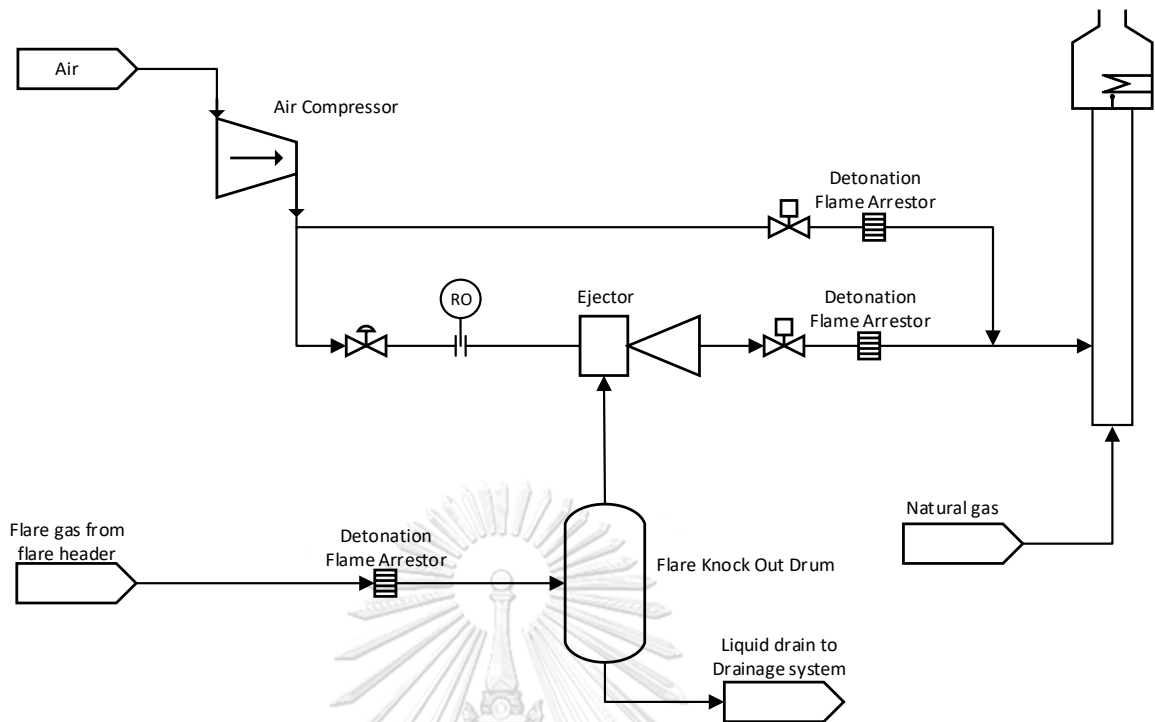 Air
Air Compressor
Detonation
Flame Arrestor
RO
Ejector
Detonation
Flame Arrestor
Natural gas
Flare gas from
flare header
Detonation
Flame Arrestor
Flare Knock Out Drum
Liquid drain to
Drainage system